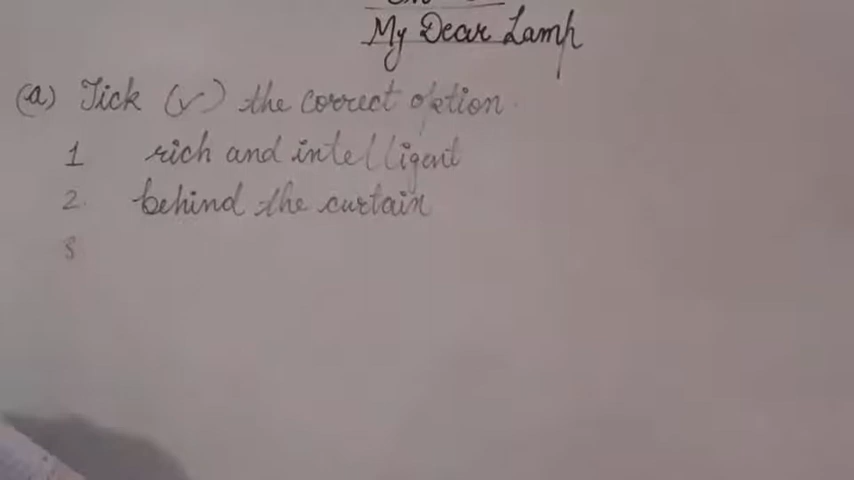 My Dear Lamp
(a) Tick (✓) the correct option.
1 rich and intelligent
2. behind the curtain
3